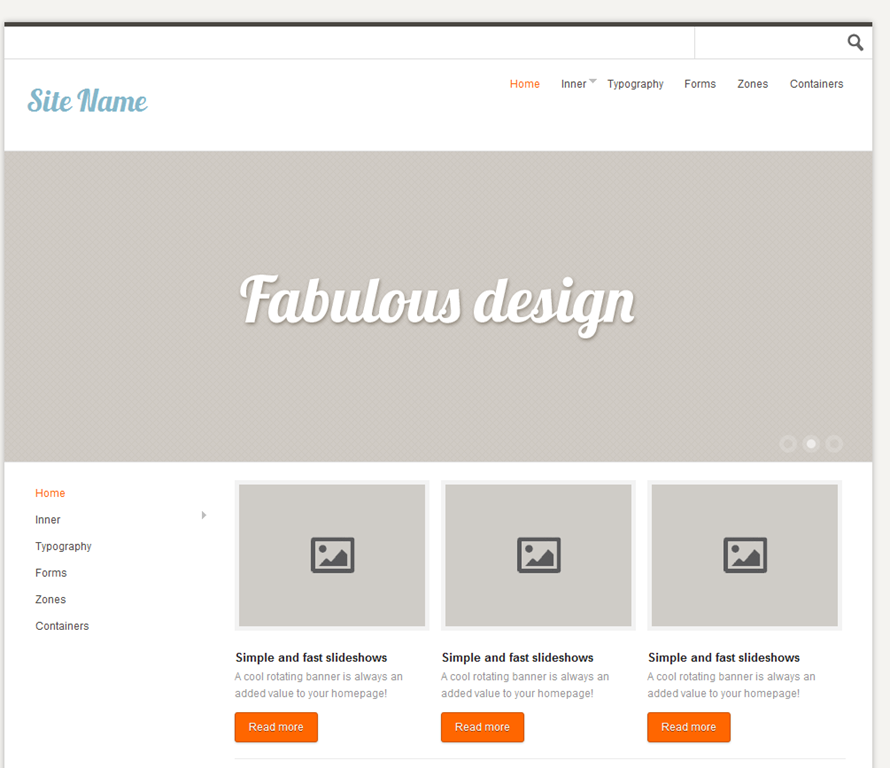 Site Name
Home Inner Typography Forms Zones Containers
Fabulous design
Home
Inner
Typography
Forms
Zones
Containers
Simple and fast slideshows
A cool rotating banner is always an
added value to your homepage!
Read more
Simple and fast slideshows
A cool rotating banner is always an
added value to your homepage!
Read more
Simple and fast slideshows
A cool rotating banner is always an
added value to your homepage!
Read more